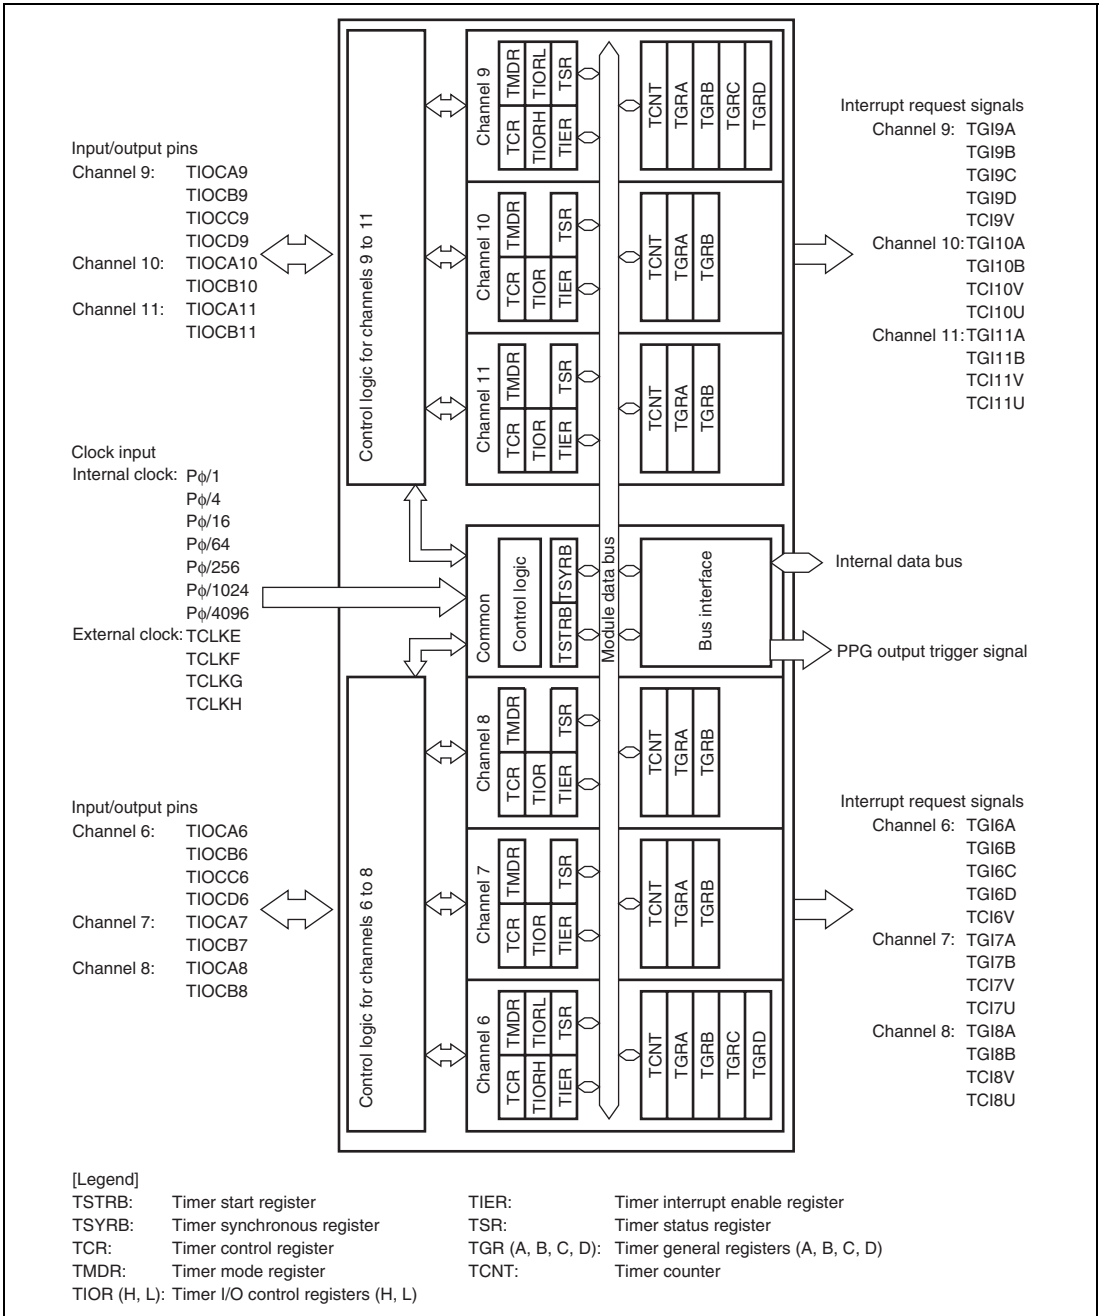 Input/output pins
Channel 9: TIOCA9
TIOCB9
TIOCC9
TIOCD9
Channel 10: TIOCA10
TIOCB10
Channel 11: TIOCA11
TIOCB11
Clock input
Internal clock: Pϕ/1
Pϕ/4
Pϕ/16
Pϕ/64
Pϕ/256
Pϕ/1024
Pϕ/4096
External clock: TCLKE
TCLKF
TCLKG
TCLKH
Input/output pins
Channel 6: TIOCA6
TIOCB6
TIOCC6
TIOCD6
Channel 7: TIOCA7
TIOCB7
Channel 8: TIOCA8
TIOCB8
Control logic for channels 9 to 11
Control logic for channels 6 to 8
Channel 9
TMDR TIORL TSR
TCR TIORH TIER
TCNT
TGRA
TGRB
TGRC
TGRD
Channel 10
TMDR TSR
TCR TIOR TIER
TCNT
TGRA
TGRB
Channel 11
TMDR TSR
TCR TIOR TIER
TCNT
TGRA
TGRB
Common
Control logic
TSTRB TSYRB
Module data bus
Bus interface
Channel 8
TMDR TSR
TCR TIOR TIER
TCNT
TGRA
TGRB
Channel 7
TMDR TSR
TCR TIOR TIER
TCNT
TGRA
TGRB
Channel 6
TMDR TIORL TSR
TCR TIORH TIER
TCNT
TGRA
TGRB
TGRC
TGRD
Interrupt request signals
Channel 9: TGI9A
TGI9B
TGI9C
TGI9D
TCI9V
Channel 10: TGI10A
TGI10B
TCI10V
TCI10U
Channel 11: TGI11A
TGI11B
TCI11V
TCI11U
Internal data bus
PPG output trigger signal
Interrupt request signals
Channel 6: TGI6A
TGI6B
TGI6C
TGI6D
TCI6V
Channel 7: TGI7A
TGI7B
TCI7V
TCI7U
Channel 8: TGI8A
TGI8B
TCI8V
TCI8U
[Legend]
TSTRB: Timer start register
TSYRB: Timer synchronous register
TCR: Timer control register
TMDR: Timer mode register
TIOR (H, L): Timer I/O control registers (H, L)
TIER: Timer interrupt enable register
TSR: Timer status register
TGR (A, B, C, D): Timer general registers (A, B, C, D)
TCNT: Timer counter